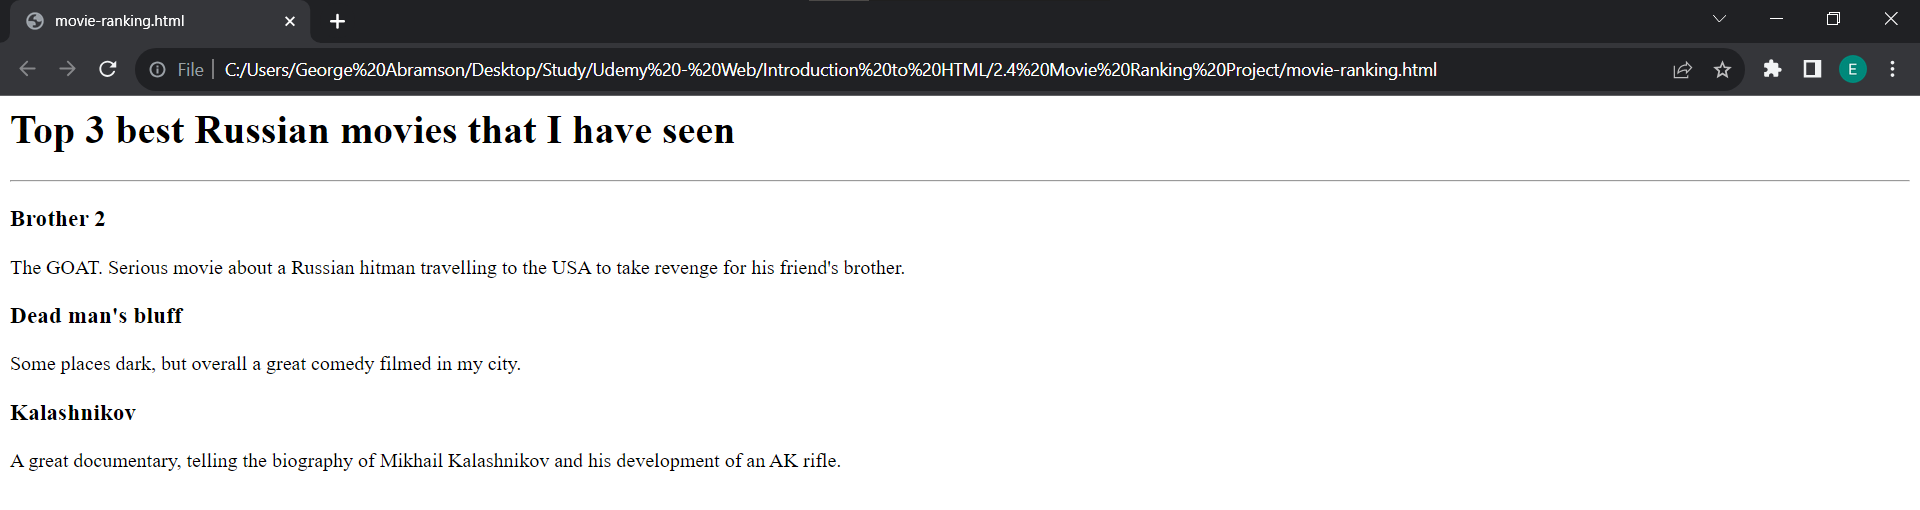 movie-ranking.html
File | C:/Users/George%20Abramson/Desktop/Study/Udemy%20-%20Web/Introduction%20to%20HTML/2.4%20Movie%20Ranking%20Project/movie-ranking.html
E
Top 3 best Russian movies that I have seen
Brother 2
The GOAT. Serious movie about a Russian hitman travelling to the USA to take revenge for his friend's brother.
Dead man's bluff
Some places dark, but overall a great comedy filmed in my city.
Kalashnikov
A great documentary, telling the biography of Mikhail Kalashnikov and his development of an AK rifle.